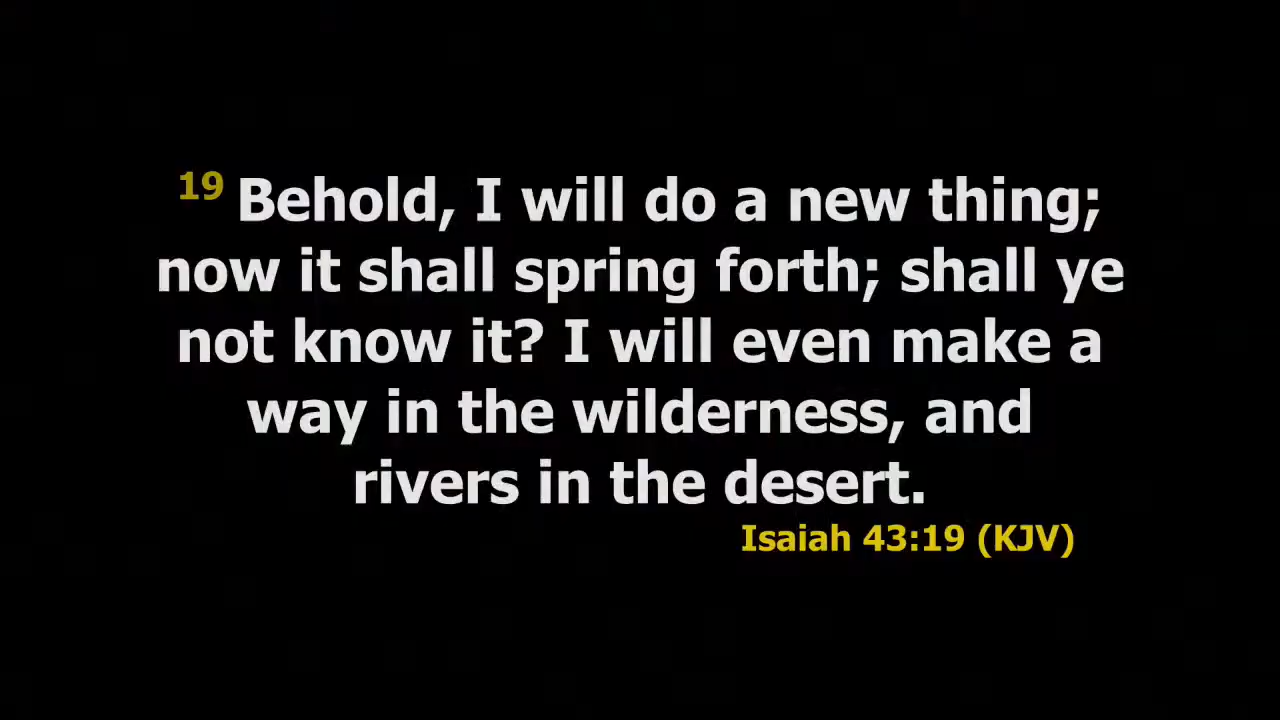 19 Behold, I will do a new thing;
now it shall spring forth; shall ye
not know it? I will even make a
way in the wilderness, and
rivers in the desert.
Isaiah 43:19 (KJV)